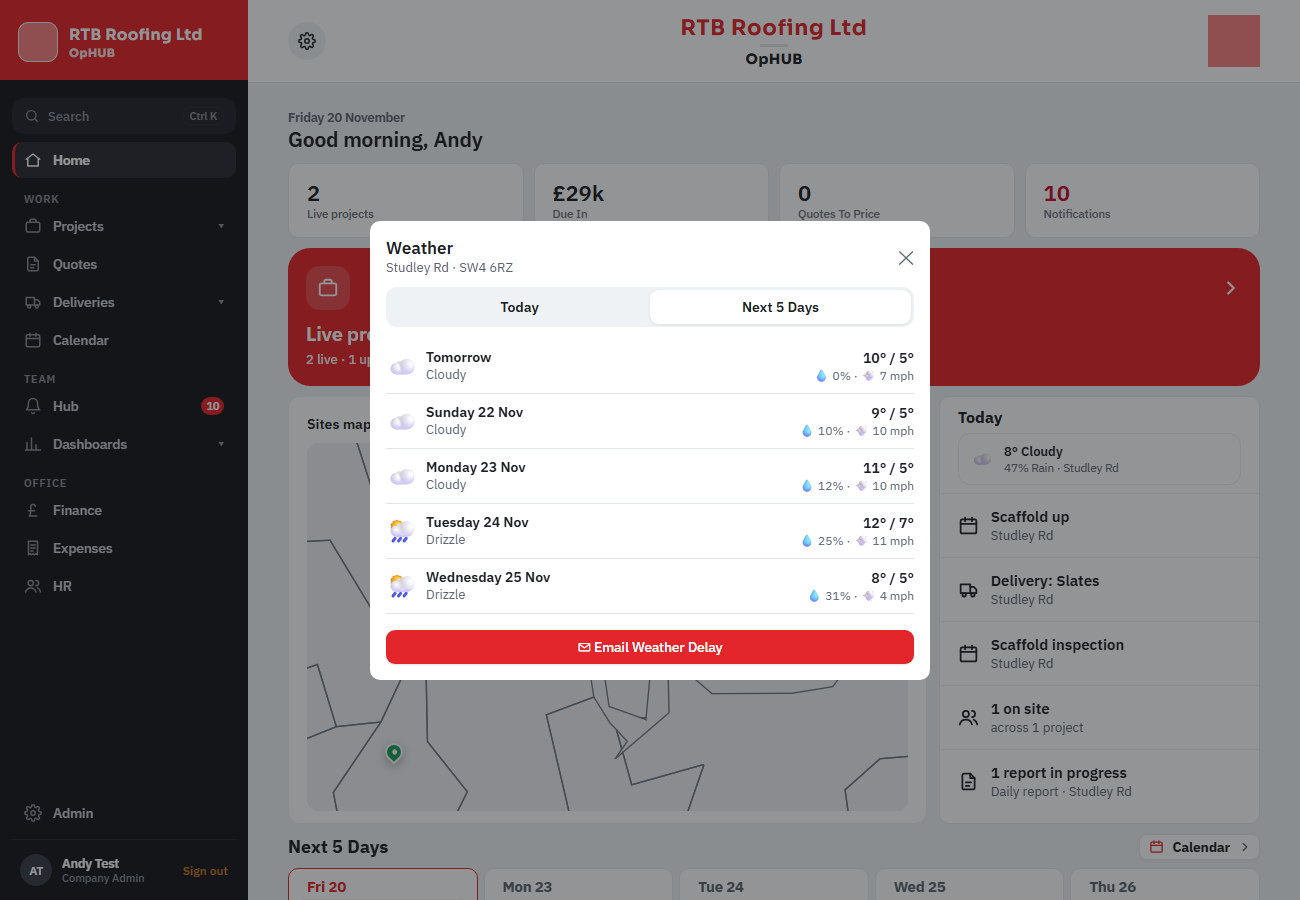 RTB Roofing Ltd
OpHUB
Search
Ctrl K
Home
WORK
Projects
Quotes
Deliveries
Calendar
TEAM
Hub
10
Dashboards
OFFICE
Finance
Expenses
HR
Admin
AT
Andy Test
Company Admin
Sign out
RTB Roofing Ltd
OpHUB
Friday 20 November
Good morning, Andy
2
Live projects
£29k
Due In
0
Quotes To Price
10
Notifications
Live
2 live · 1
Sites map
Weather
Studley Rd · SW4 6RZ
Today
Next 5 Days
Tomorrow
Cloudy
10° / 5°
0% · 7 mph
Sunday 22 Nov
Cloudy
9° / 5°
10% · 10 mph
Monday 23 Nov
Cloudy
11° / 5°
12% · 10 mph
Tuesday 24 Nov
Drizzle
12° / 7°
25% · 11 mph
Wednesday 25 Nov
Drizzle
8° / 5°
31% · 4 mph
Email Weather Delay
Today
8° Cloudy
47% Rain · Studley Rd
Scaffold up
Studley Rd
Delivery: Slates
Studley Rd
Scaffold inspection
Studley Rd
1 on site
across 1 project
1 report in progress
Daily report · Studley Rd
Next 5 Days
Calendar
Fri 20
Mon 23
Tue 24
Wed 25
Thu 26